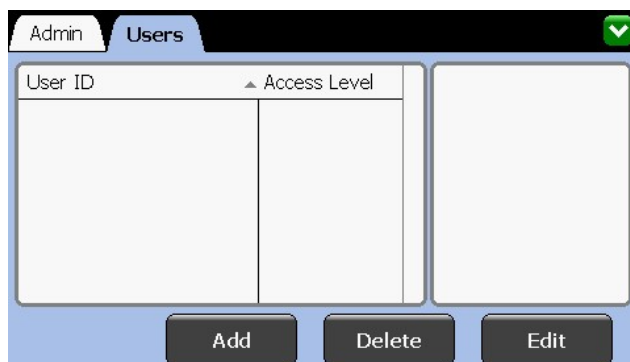 Admin Users
User ID Access Level
Add Delete Edit